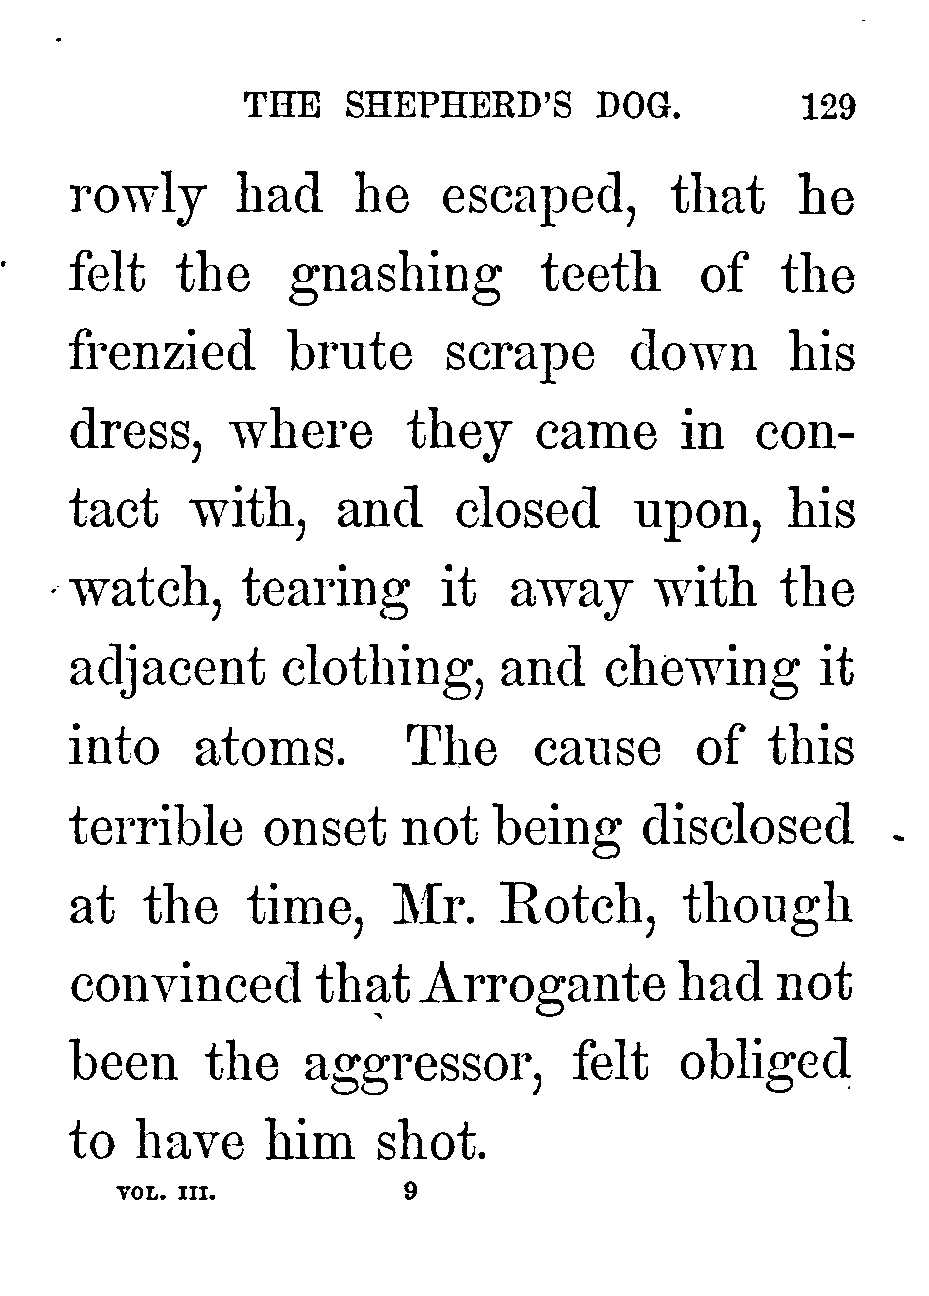 THE SHEPHERD'S DOG. 129
rowly had he escaped, that he
felt the gnashing teeth of the
frenzied brute scrape down his
dress, where they came in con-
tact with, and closed upon, his
watch, tearing it away with the
adjacent clothing, and chewing it
into atoms. The cause of this
terrible onset not being disclosed
at the time, Mr. Rotch, though
convinced that Arrogante had not
been the aggressor, felt obliged
to have him shot.
VOL. III. 9